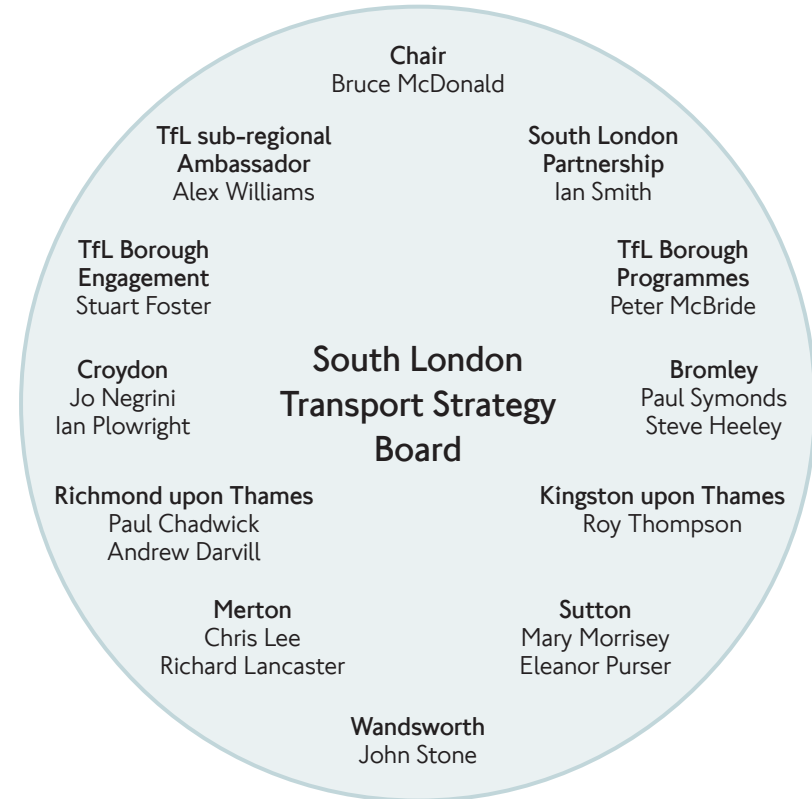 Chair
Bruce McDonald
TfL sub-regional
Ambassador
Alex Williams
South London
Partnership
Ian Smith
TfL Borough
Engagement
Stuart Foster
TfL Borough
Programmes
Peter McBride
South London
Transport Strategy
Board
Croydon
Jo Negrini
Ian Plowright
Bromley
Paul Symonds
Steve Heeley
Richmond upon Thames
Paul Chadwick
Andrew Darvill
Kingston upon Thames
Roy Thompson
Merton
Chris Lee
Richard Lancaster
Sutton
Mary Morrisey
Eleanor Purser
Wandsworth
John Stone